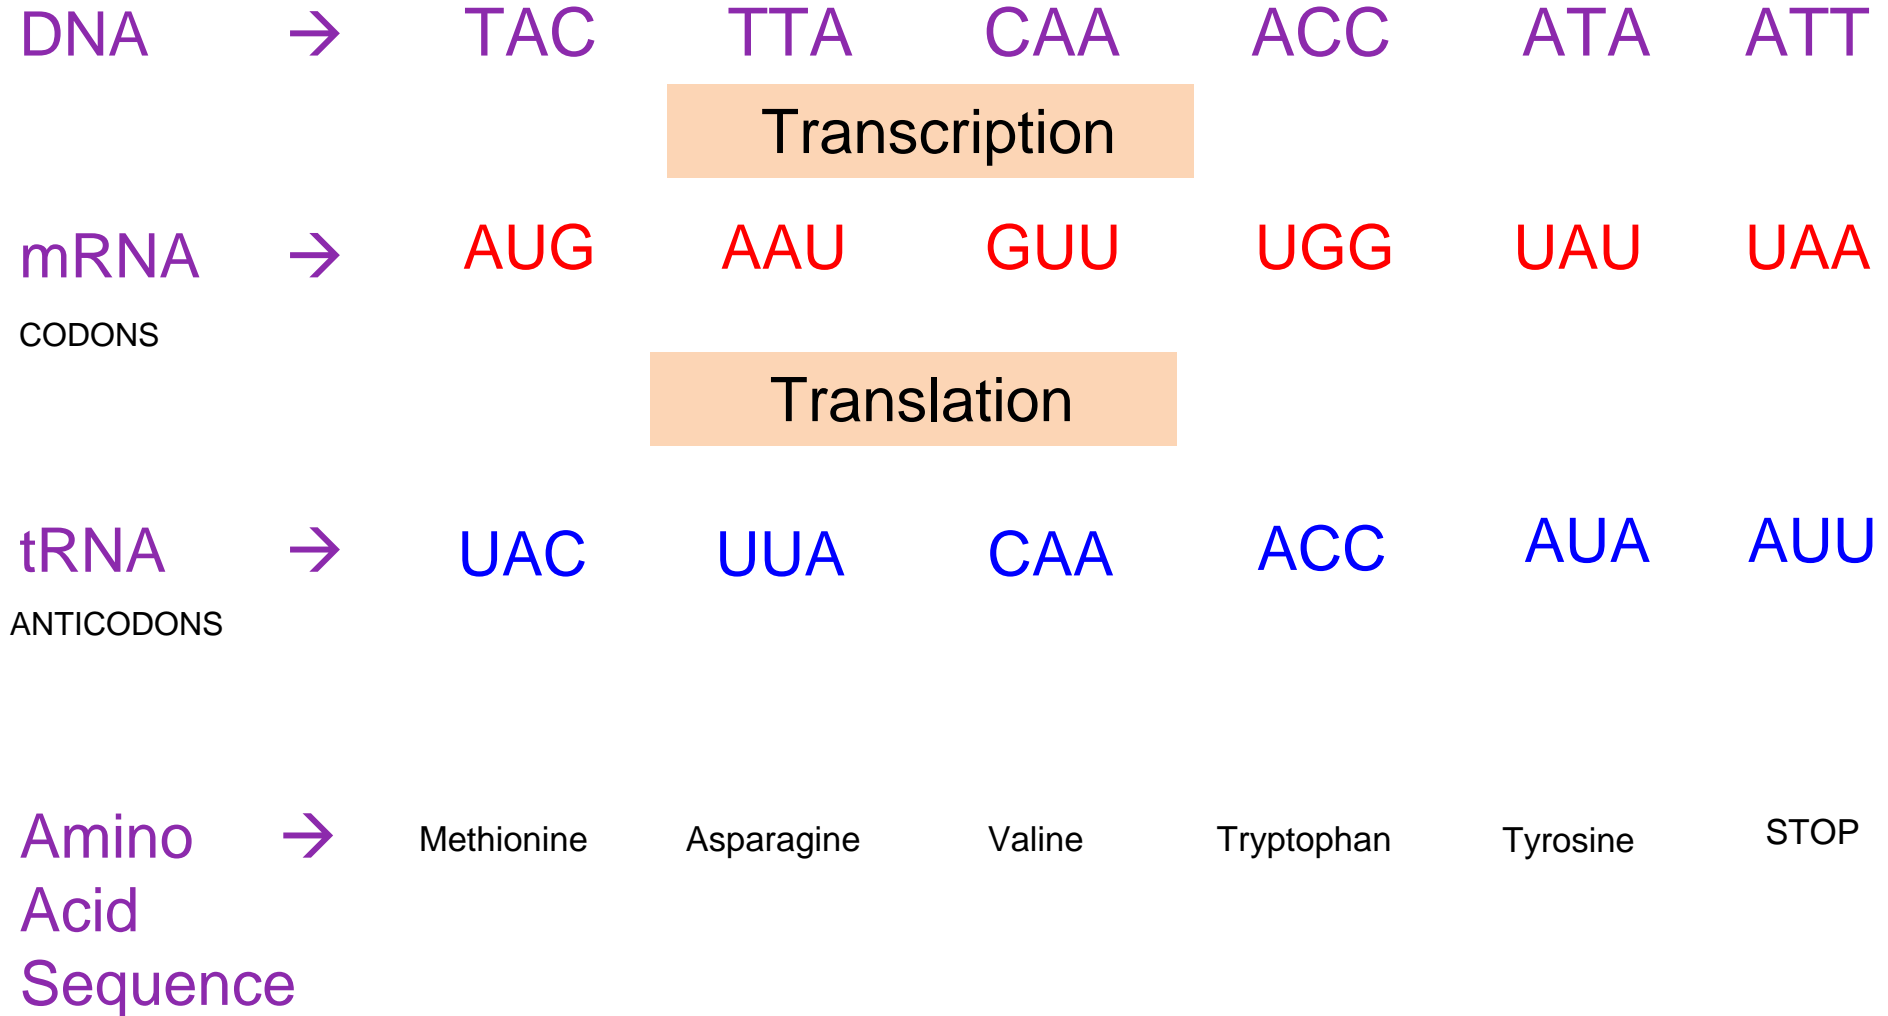 DNA → TAC TTA CAA ACC ATA ATT
Transcription
mRNA → AUG AAU GUU UGG UAU UAA
CODONS
Translation
tRNA → UAC UUA CAA ACC AUA AUU
ANTICODONS
Amino → Methionine Asparagine Valine Tryptophan Tyrosine STOP
Acid
Sequence